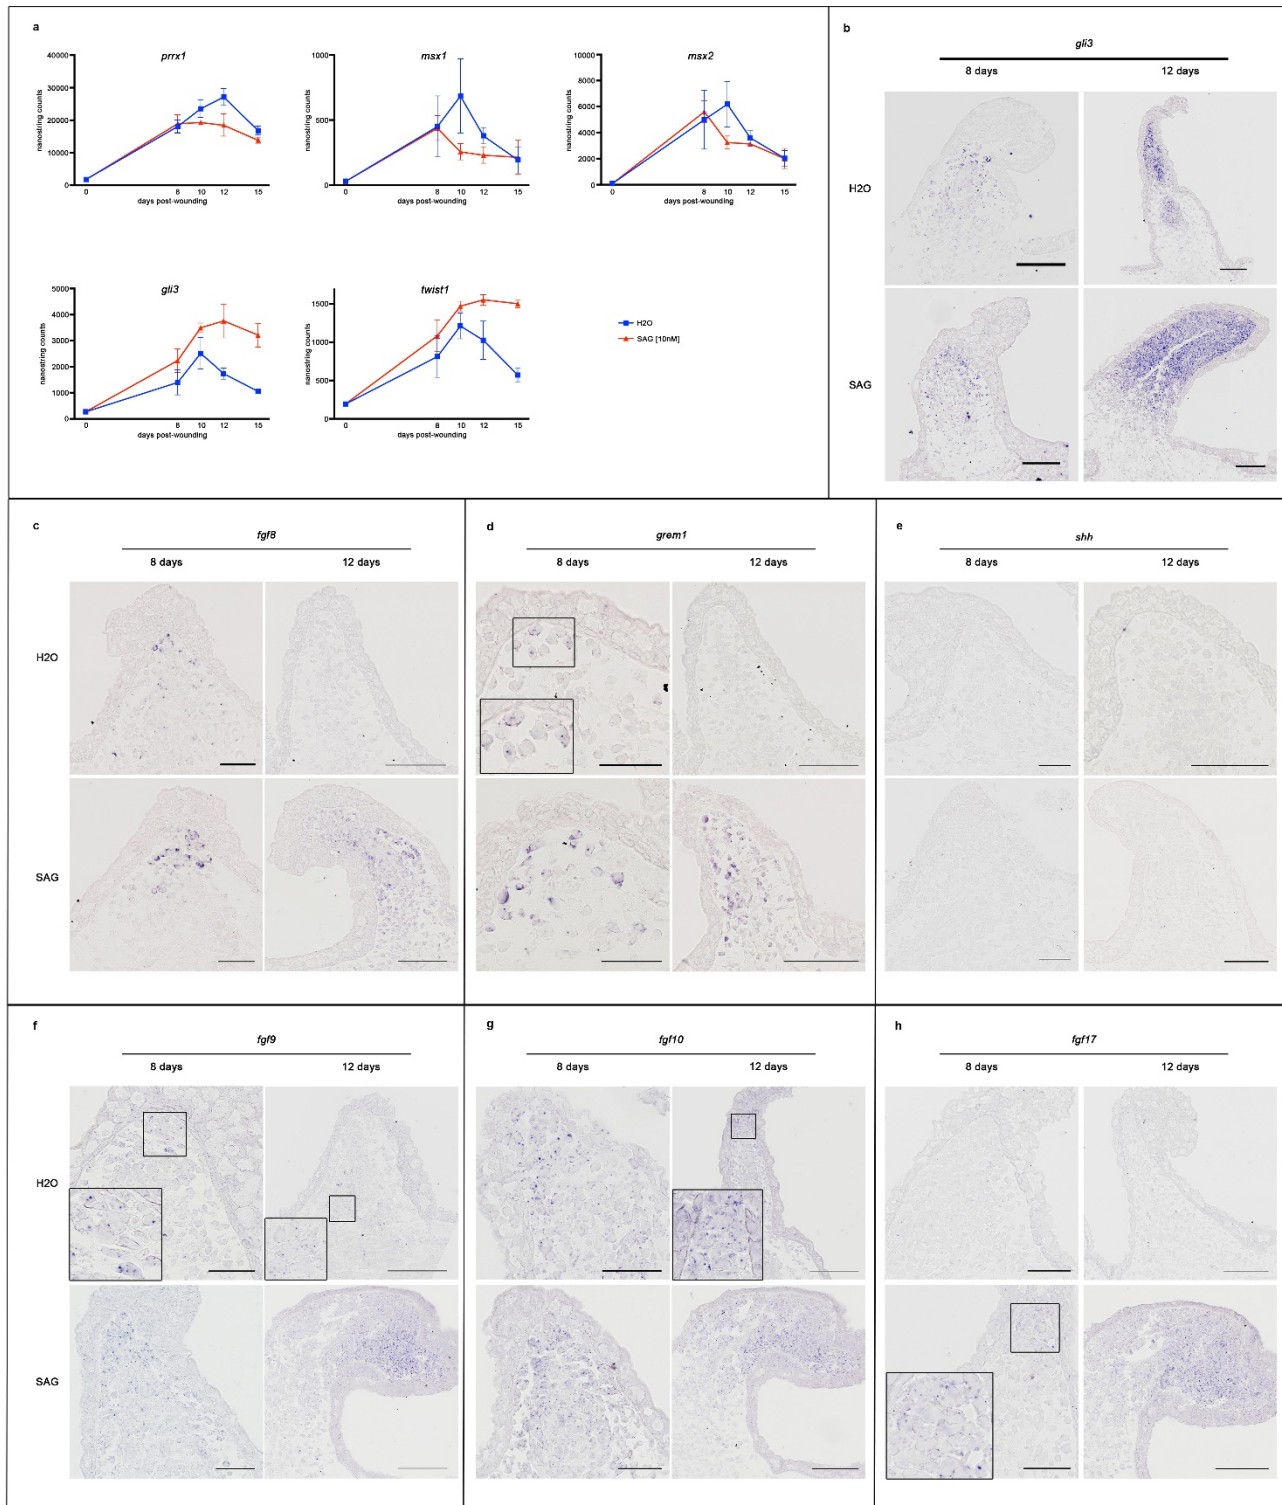 a
prrx1
nanostring counts
40000
30000
20000
10000
0
0 8 10 12 15
days post-wounding
msx1
nanostring counts
1000
500
0
0 8 10 12 15
days post-wounding
msx2
nanostring counts
10000
8000
6000
4000
2000
0
0 8 10 12 15
days post-wounding
gli3
nanostring counts
5000
4000
3000
2000
1000
0
0 8 10 12 15
days post-wounding
twist1
nanostring counts
1500
1000
500
0
0 8 10 12 15
days post-wounding
H2O
SAG [10nM]
b
gli3
8 days 12 days
H2O
SAG
c
fgf8
8 days 12 days
H2O
SAG
d
grem1
8 days 12 days
e
shh
8 days 12 days
f
fgf9
8 days 12 days
H2O
SAG
g
fgf10
8 days 12 days
h
fgf17
8 days 12 days